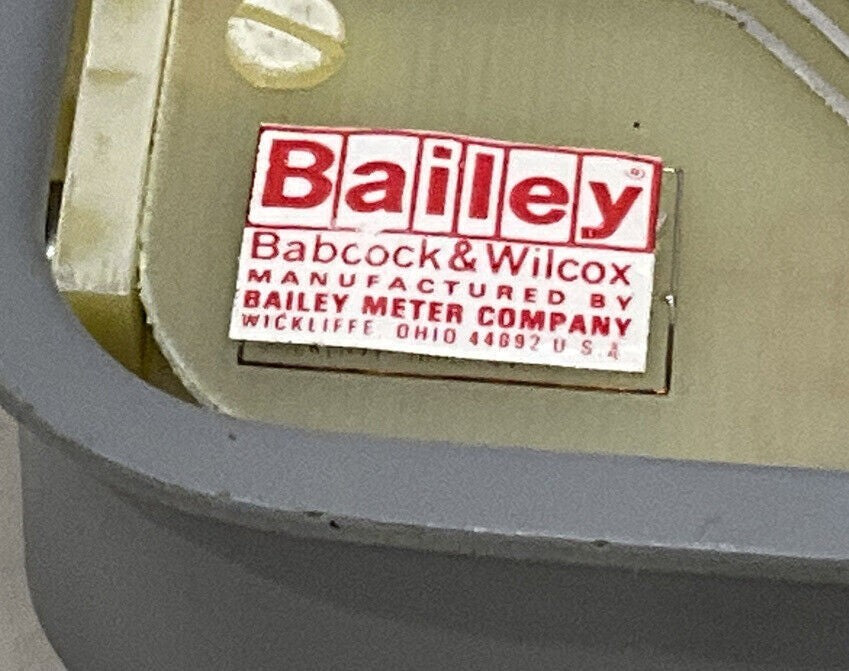 Bailey®
Babcock & Wilcox
MANUFACTURED BY
BAILEY METER COMPANY
WICKLIFFE, OHIO 44092 U.S.A.